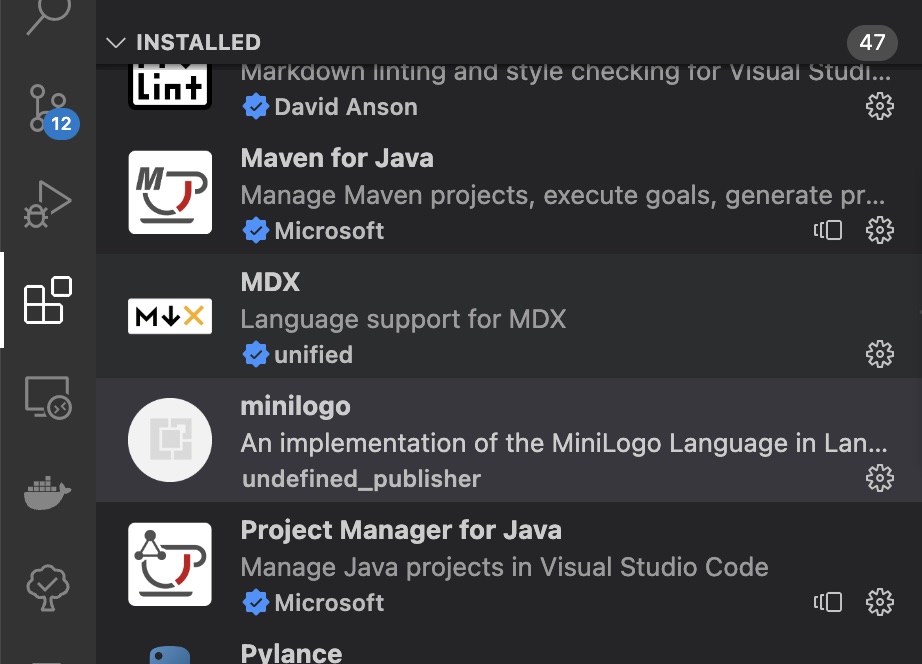 INSTALLED
47
lint
Markdown linting and style checking for Visual Studi...
David Anson
12
Maven for Java
M
Manage Maven projects, execute goals, generate pr...
Microsoft
MDX
M↓X
Language support for MDX
unified
minilogo
An implementation of the MiniLogo Language in Lan...
undefined_publisher
Project Manager for Java
Manage Java projects in Visual Studio Code
Microsoft
Pylance